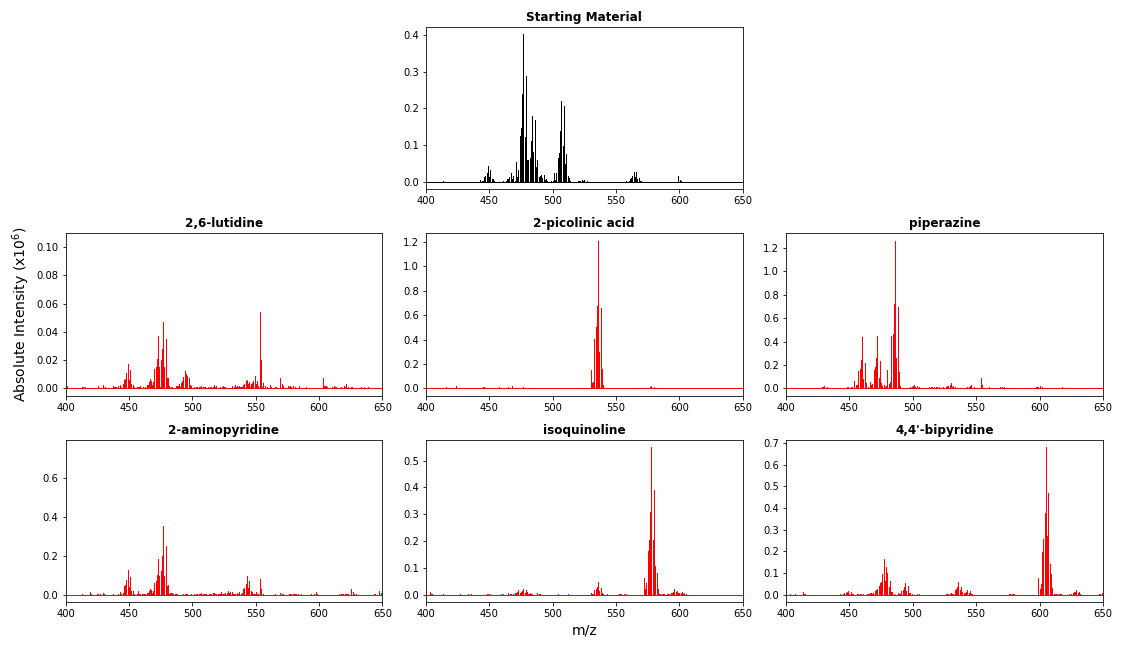 Starting Material
0.4
0.3
0.2
0.1
0.0
400 450 500 550 600 650
Absolute Intensity (x10⁶)
2,6-lutidine
0.10
0.08
0.06
0.04
0.02
0.00
400 450 500 550 600 650
2-picolinic acid
1.2
1.0
0.8
0.6
0.4
0.2
0.0
400 450 500 550 600 650
piperazine
1.2
1.0
0.8
0.6
0.4
0.2
0.0
400 450 500 550 600 650
2-aminopyridine
0.6
0.4
0.2
0.0
400 450 500 550 600 650
isoquinoline
0.5
0.4
0.3
0.2
0.1
0.0
400 450 500 550 600 650
4,4'-bipyridine
0.7
0.6
0.5
0.4
0.3
0.2
0.1
0.0
400 450 500 550 600 650
m/z